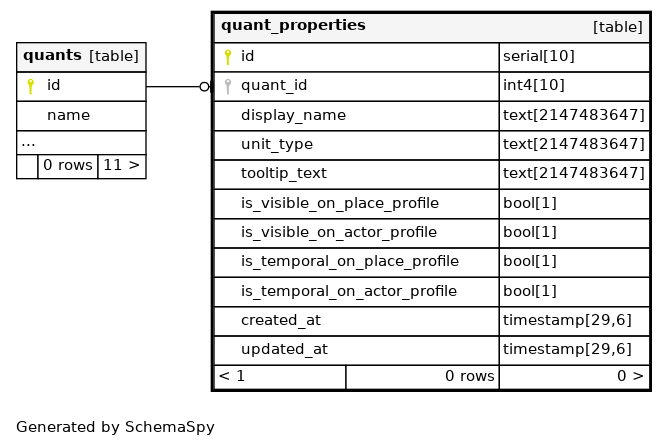 quants [table]
id
name
...
0 rows 11 >
quant_properties [table]
id serial[10]
quant_id int4[10]
display_name text[2147483647]
unit_type text[2147483647]
tooltip_text text[2147483647]
is_visible_on_place_profile bool[1]
is_visible_on_actor_profile bool[1]
is_temporal_on_place_profile bool[1]
is_temporal_on_actor_profile bool[1]
created_at timestamp[29,6]
updated_at timestamp[29,6]
< 1 0 rows 0 >
Generated by SchemaSpy